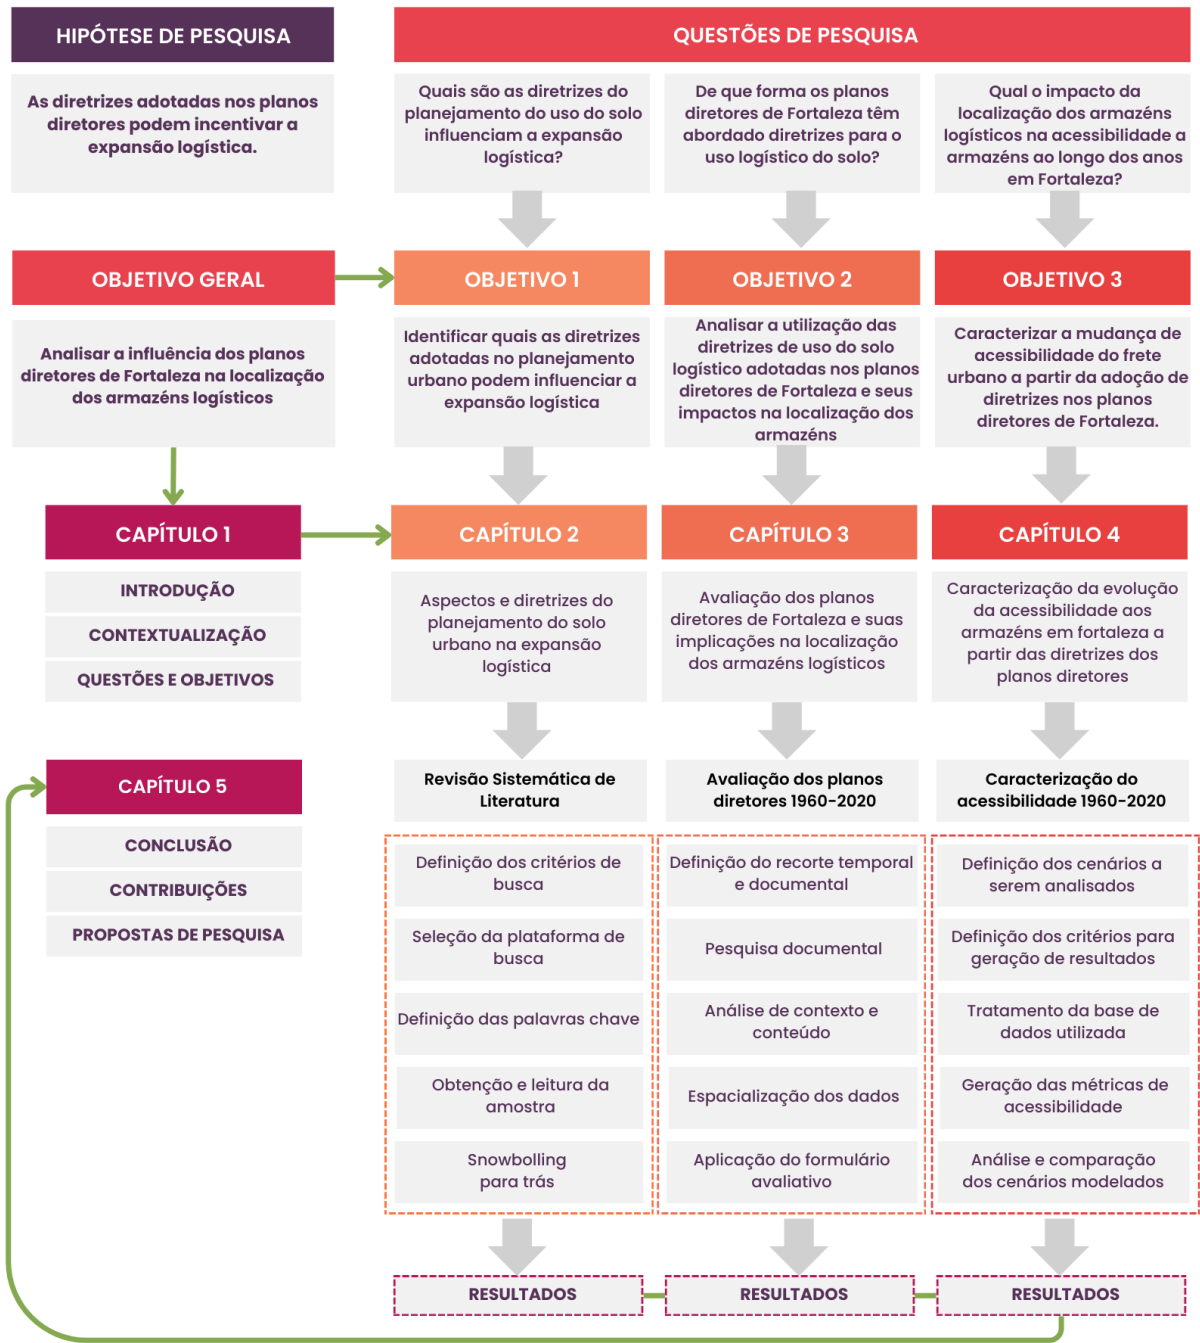 HIPÓTESE DE PESQUISA
As diretrizes adotadas nos planos
diretores podem incentivar a
expansão logística.
QUESTÕES DE PESQUISA
Quais são as diretrizes do
planejamento do uso do solo
influenciam a expansão
logística?
De que forma os planos
diretores de Fortaleza têm
abordado diretrizes para o
uso logístico do solo?
Qual o impacto da
localização dos armazéns
logísticos na acessibilidade a
armazéns ao longo dos anos
em Fortaleza?
OBJETIVO GERAL
Analisar a influência dos planos
diretores de Fortaleza na localização
dos armazéns logísticos
OBJETIVO 1
Identificar quais as diretrizes
adotadas no planejamento
urbano podem influenciar a
expansão logística
OBJETIVO 2
Analisar a utilização das
diretrizes de uso do solo
logístico adotadas nos planos
diretores de Fortaleza e seus
impactos na localização dos
armazéns
OBJETIVO 3
Caracterizar a mudança de
acessibilidade do frete
urbano a partir da adoção de
diretrizes nos planos
diretores de Fortaleza.
CAPÍTULO 1
INTRODUÇÃO
CONTEXTUALIZAÇÃO
QUESTÕES E OBJETIVOS
CAPÍTULO 2
Aspectos e diretrizes do
planejamento do solo
urbano na expansão
logística
CAPÍTULO 3
Avaliação dos planos
diretores de Fortaleza e suas
implicações na localização
dos armazéns logísticos
CAPÍTULO 4
Caracterização da evolução
da acessibilidade aos
armazéns em fortaleza a
partir das diretrizes dos
planos diretores
CAPÍTULO 5
CONCLUSÃO
CONTRIBUIÇÕES
PROPOSTAS DE PESQUISA
Revisão Sistemática de
Literatura
Definição dos critérios de
busca
Seleção da plataforma de
busca
Definição das palavras chave
Obtenção e leitura da
amostra
Snowbolling
para trás
RESULTADOS
Avaliação dos planos
diretores 1960-2020
Definição do recorte temporal
e documental
Pesquisa documental
Análise de contexto e
conteúdo
Espacialização dos dados
Aplicação do formulário
avaliativo
RESULTADOS
Caracterização do
acessibilidade 1960-2020
Definição dos cenários a
serem analisados
Definição dos critérios para
geração de resultados
Tratamento da base de
dados utilizada
Geração das métricas de
acessibilidade
Análise e comparação
dos cenários modelados
RESULTADOS